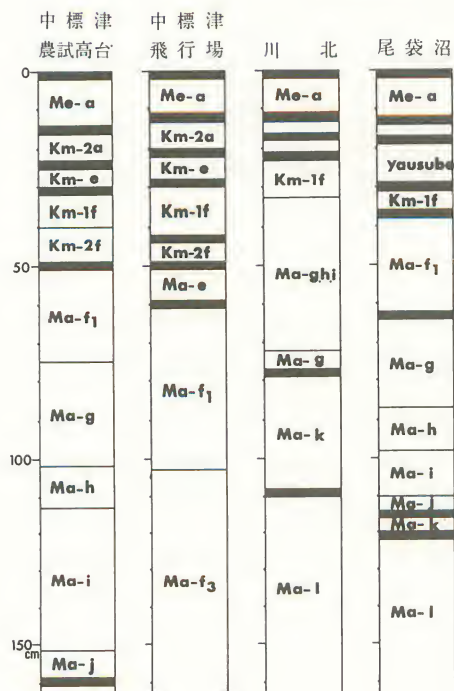 中標津
農試高台
中標津
飛行場
川北
尾袋沼
0
50
100
150
cm
Me-a
Km-2a
Km-e
Km-1f
Km-2f
Ma-f1
Ma-g
Ma-h
Ma-i
Ma-j
Me-a
Km-2a
Km-e
Km-1f
Km-2f
Ma-e
Ma-f1
Ma-f3
Me-a
Km-1f
Ma-ghi
Ma-g
Ma-k
Ma-l
Me-a
yausube
Km-1f
Ma-f1
Ma-g
Ma-h
Ma-i
Ma-j
Ma-k
Ma-l